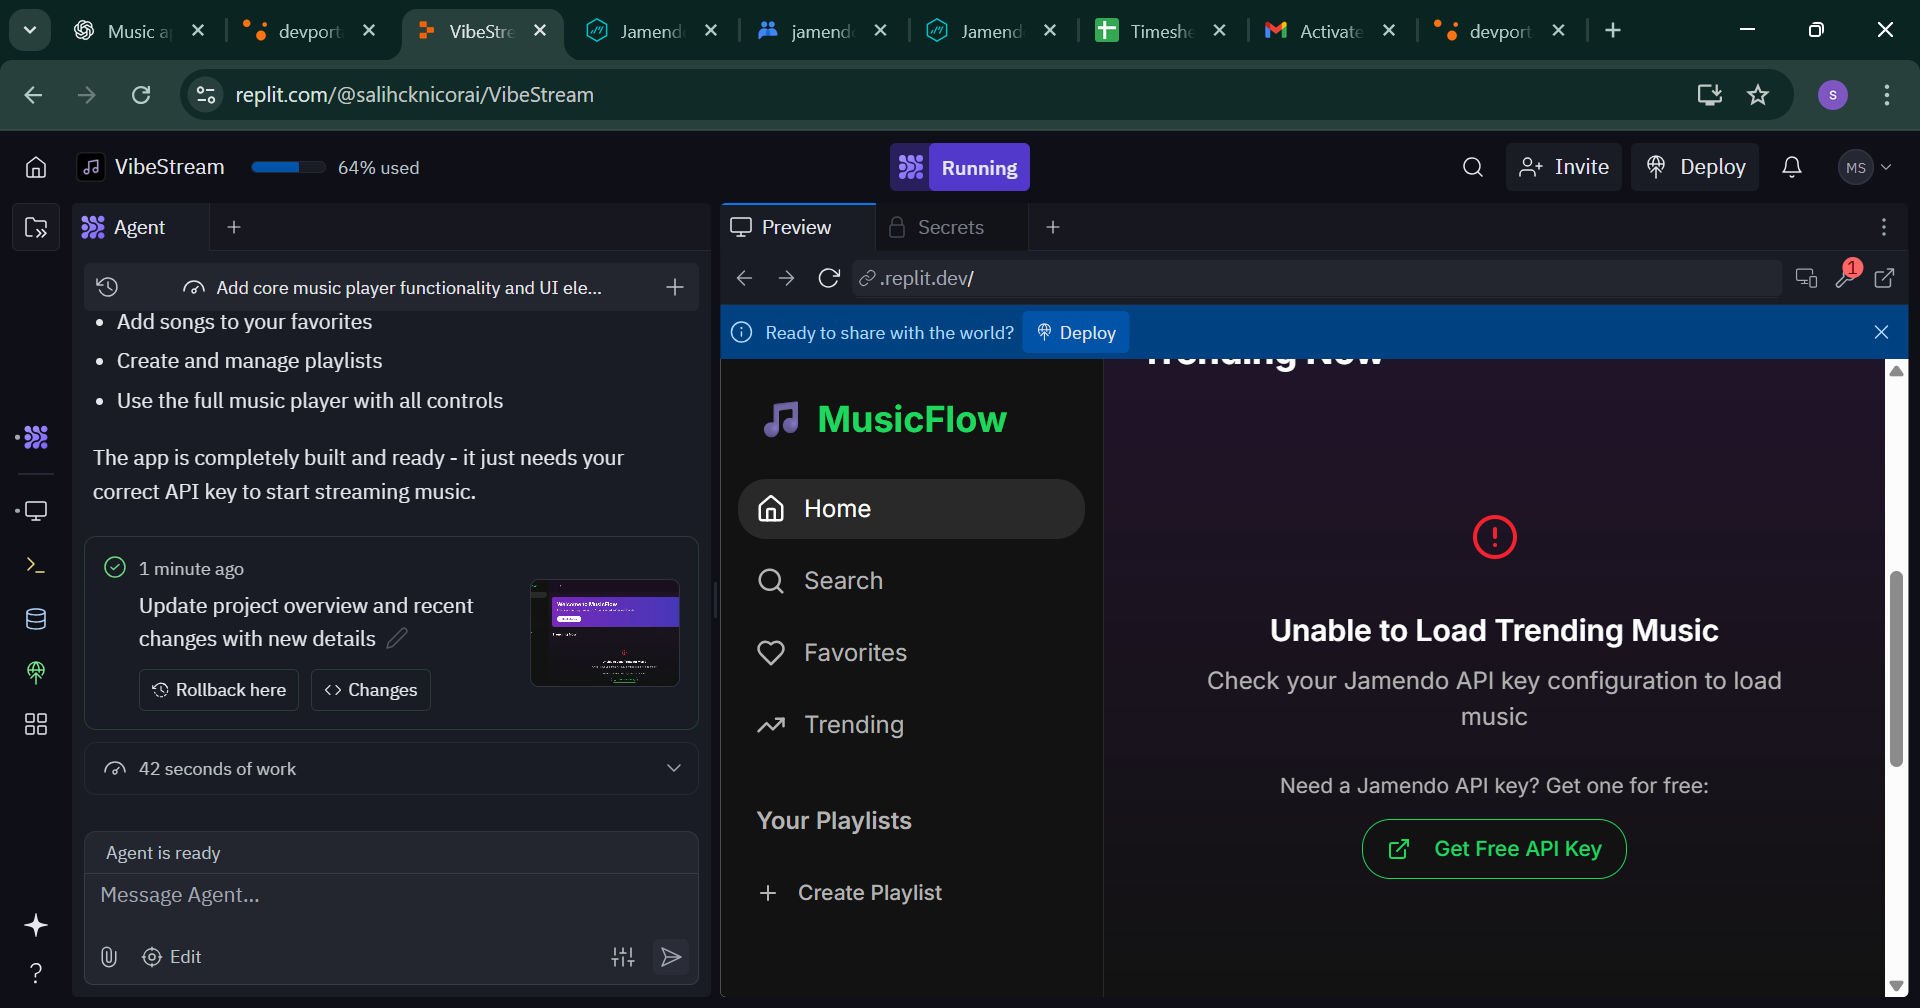 Music a
devport
VibeStre
Jamend
jamend
Jamend
Timeshe
Activate
devport
replit.com/@salihcknicorai/VibeStream
S
VibeStream
64% used
Running
Invite
Deploy
MS
Agent
Preview
Secrets
Add core music player functionality and UI ele...
.replit.dev/
1
Ready to share with the world?
Deploy
• Add songs to your favorites
• Create and manage playlists
• Use the full music player with all controls
The app is completely built and ready - it just needs your
correct API key to start streaming music.
1 minute ago
Update project overview and recent
changes with new details
Rollback here
<> Changes
Welcome to MusicFlow
42 seconds of work
Agent is ready
Message Agent...
Edit
?
Trending Now
MusicFlow
Home
Search
Favorites
Trending
Your Playlists
+ Create Playlist
Unable to Load Trending Music
Check your Jamendo API key configuration to load
music
Need a Jamendo API key? Get one for free:
Get Free API Key